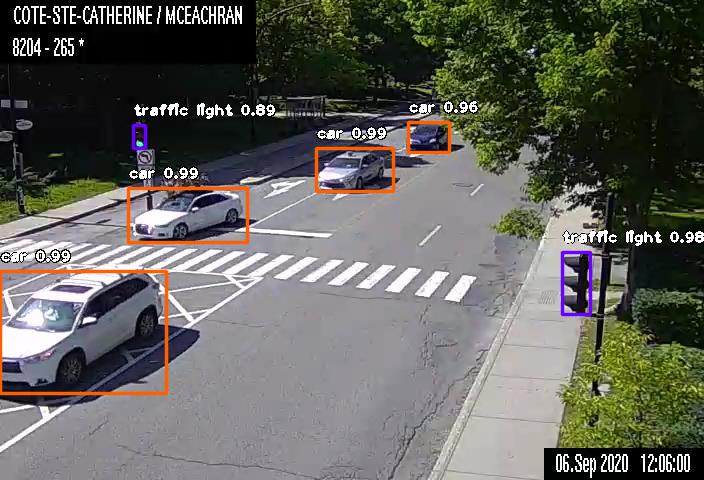 COTE-STE-CATHERINE / MCEACHRAN
8204 - 265 *
traffic light 0.89
car 0.96
car 0.99
car 0.99
traffic light 0.98
car 0.99
06.Sep 2020 12:06:00